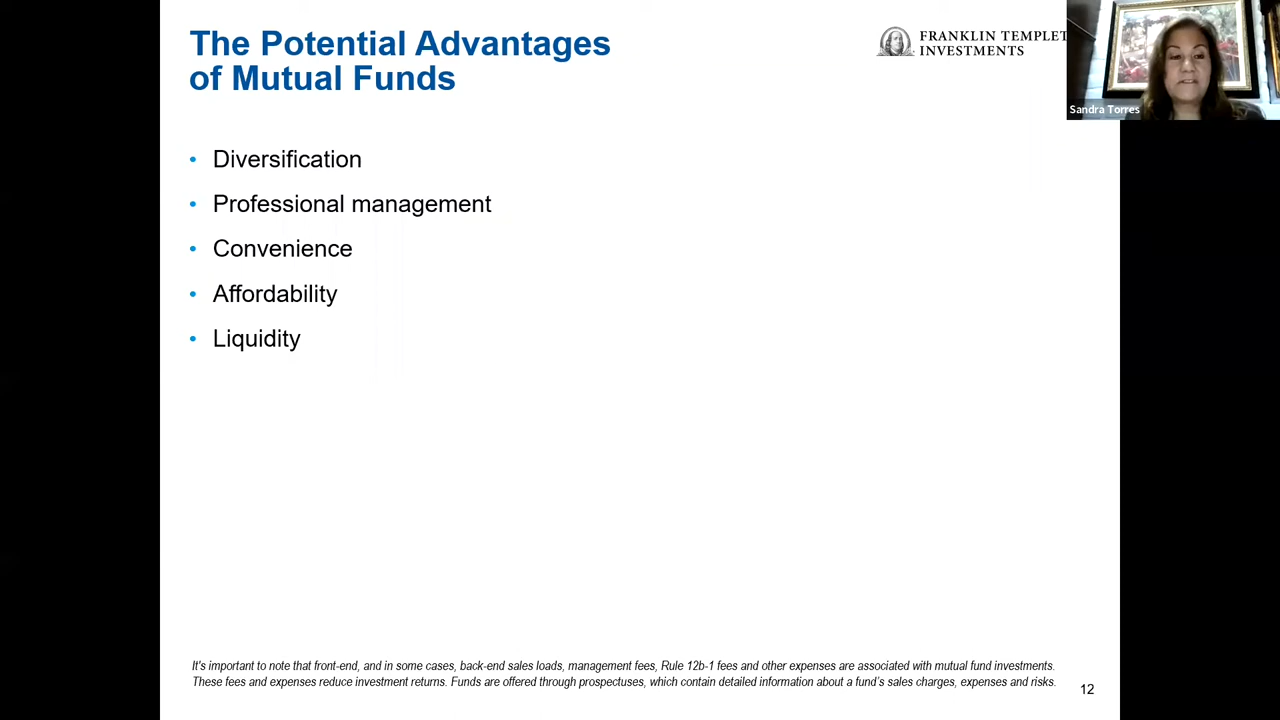 The Potential Advantages
of Mutual Funds
FRANKLIN TEMPLET
INVESTMENTS
Sandra Torres
• Diversification
• Professional management
• Convenience
• Affordability
• Liquidity
It's important to note that front-end, and in some cases, back-end sales loads, management fees, Rule 12b-1 fees and other expenses are associated with mutual fund investments.
These fees and expenses reduce investment returns. Funds are offered through prospectuses, which contain detailed information about a fund's sales charges, expenses and risks.
12